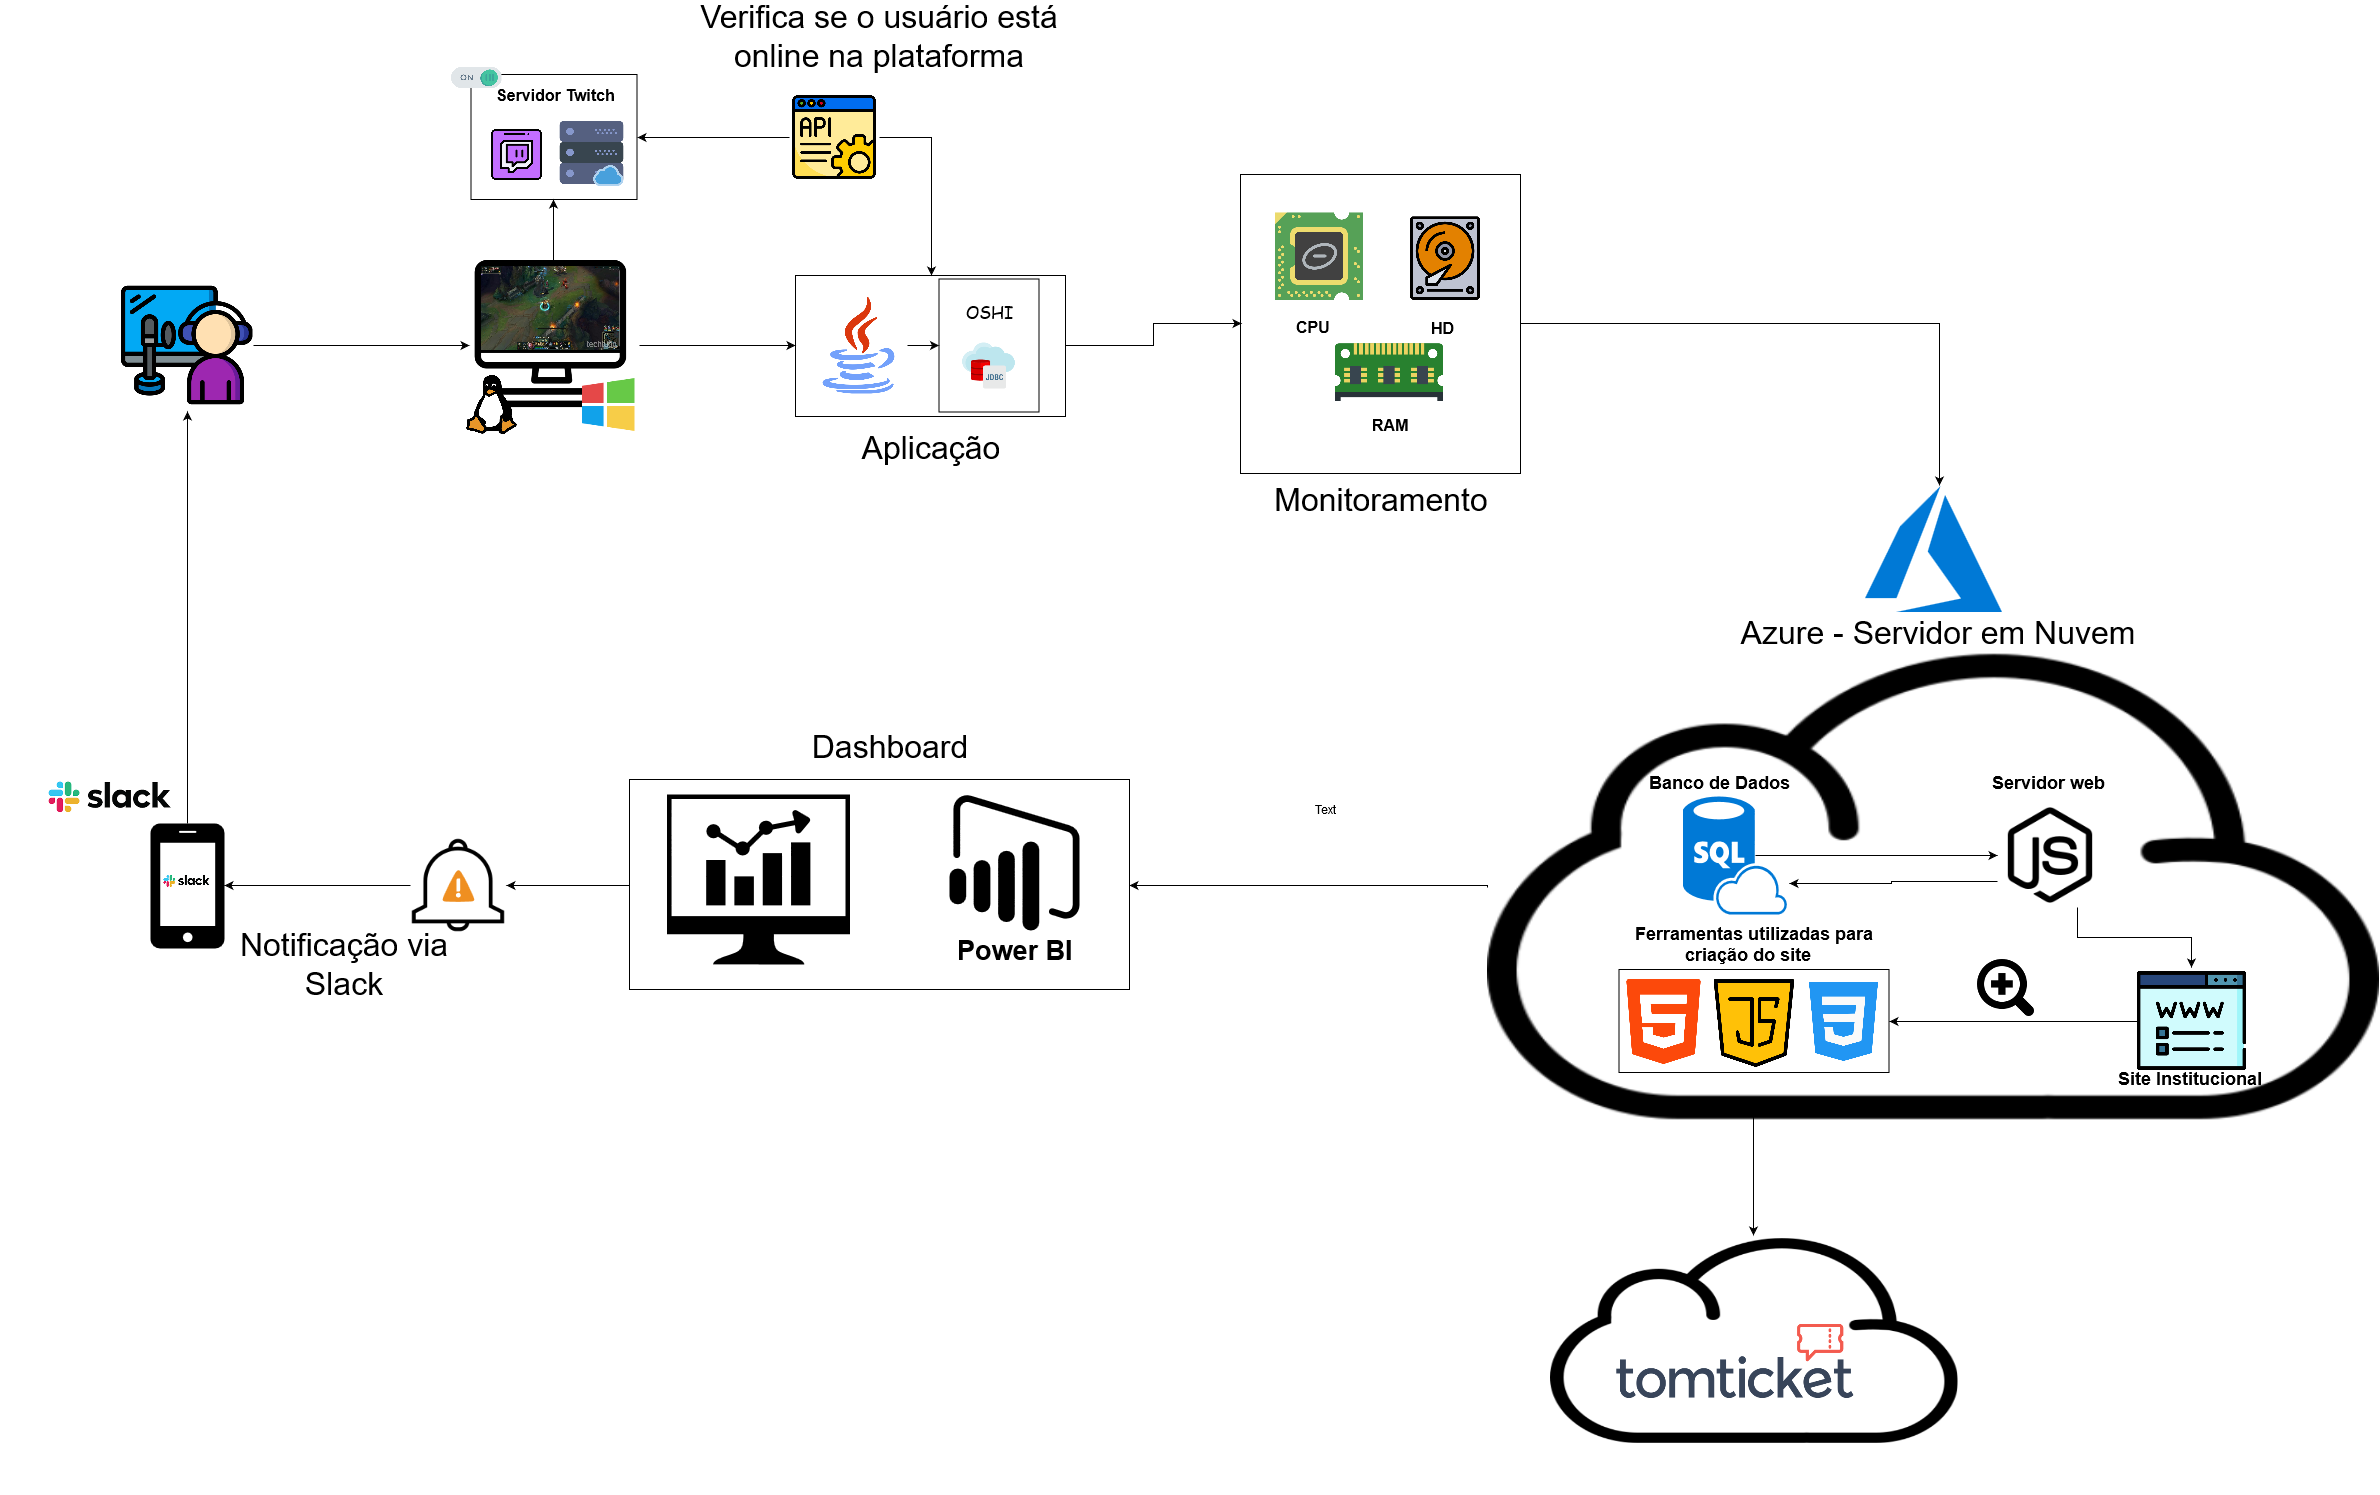 Verifica se o usuário está
online na plataforma
ON
Servidor Twitch
API
OSHI
JDBC
Aplicação
CPU
HD
RAM
Monitoramento
Azure - Servidor em Nuvem
Banco de Dados
SQL
Servidor web
JS
Ferramentas utilizadas para
criação do site
JS
WWW
Site Institucional
Text
Dashboard
Power BI
slack
slack
Notificação via
Slack
tomticket